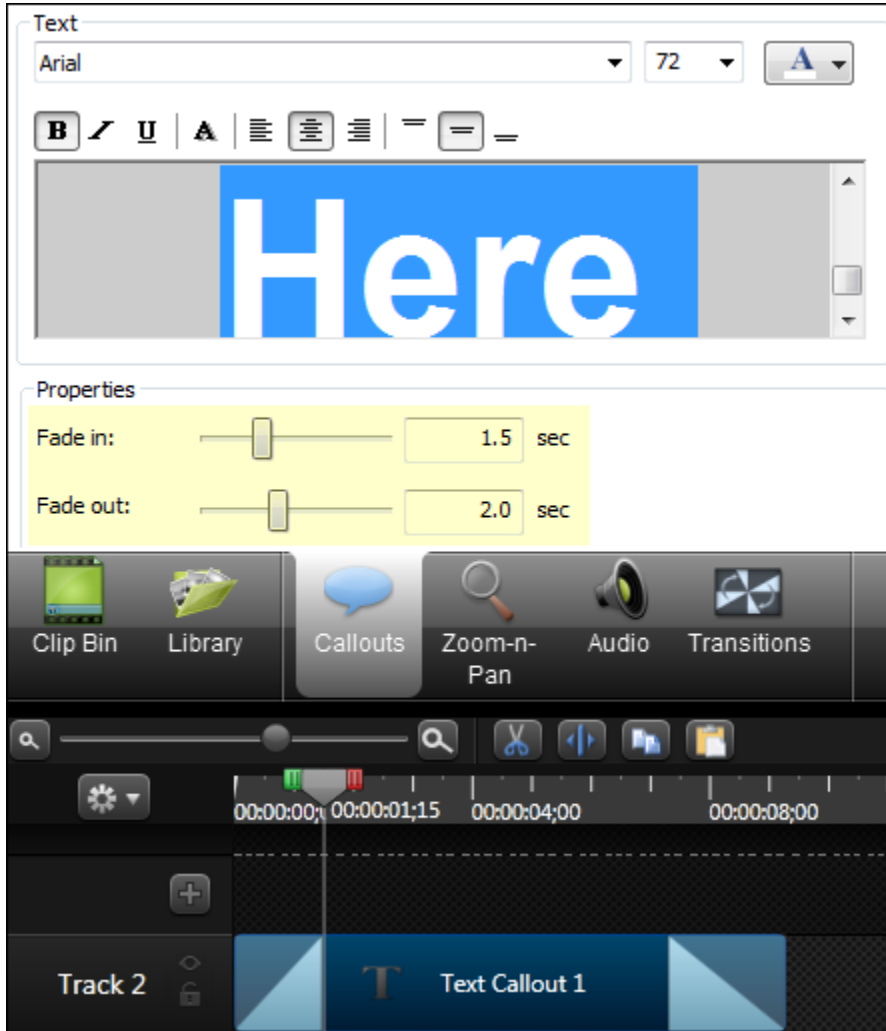 Text
Arial 72 A
B I U A
Here
Properties
Fade in: 1.5 sec
Fade out: 2.0 sec
Clip Bin Library Callouts Zoom-n-Pan Audio Transitions
00:00:00; 00:00:01;15 00:00:04;00 00:00:08;00
Track 2 T Text Callout 1